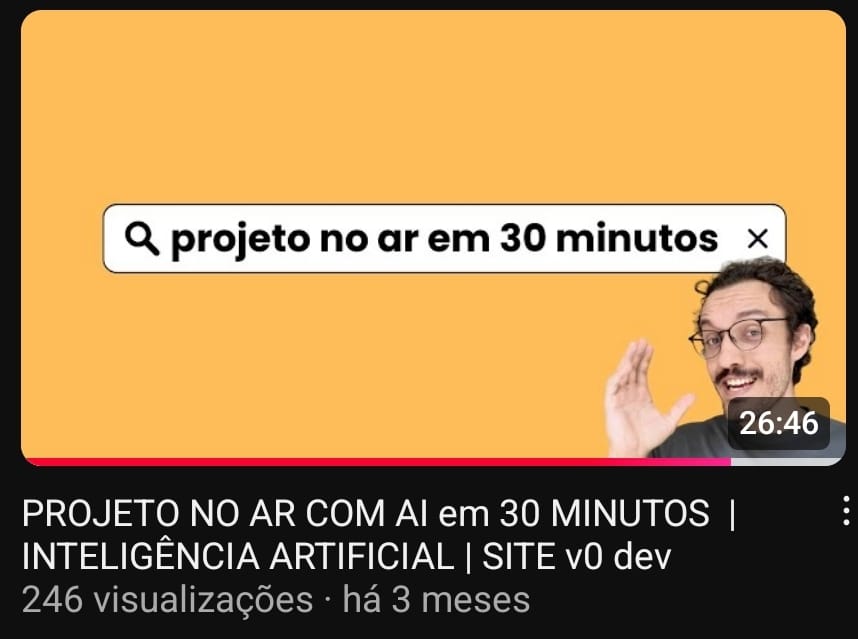 projeto no ar em 30 minutos
26:46
PROJETO NO AR COM AI em 30 MINUTOS |
INTELIGÊNCIA ARTIFICIAL | SITE v0 dev
246 visualizações · há 3 meses